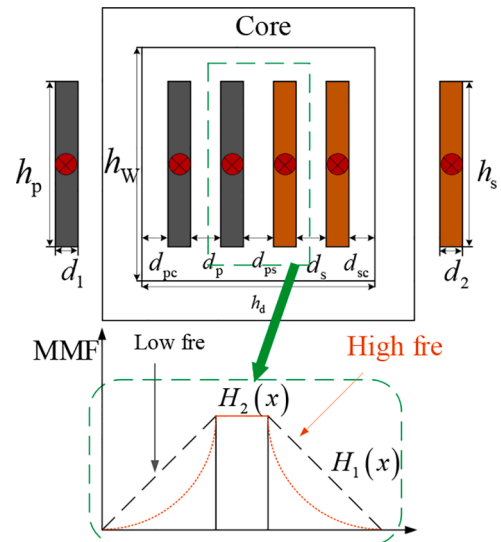 Core
h_p
h_W
h_s
d_1
d_pc
d_p
d_ps
d_s
d_sc
d_2
h_d
MMF
Low fre
High fre
H_2(x)
H_1(x)